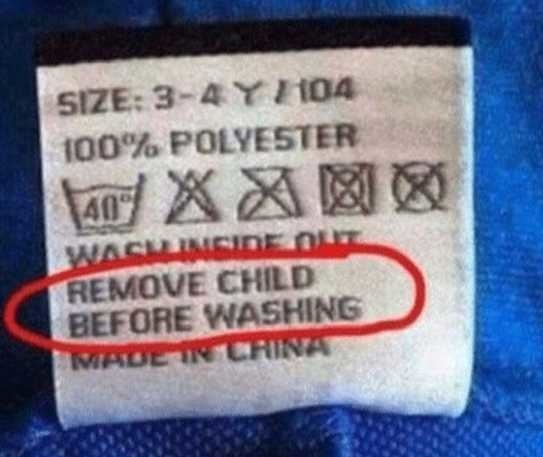 SIZE: 3-4 Y / 104
100% POLYESTER
40°
WASH INSIDE OUT
REMOVE CHILD
BEFORE WASHING
MADE IN CHINA